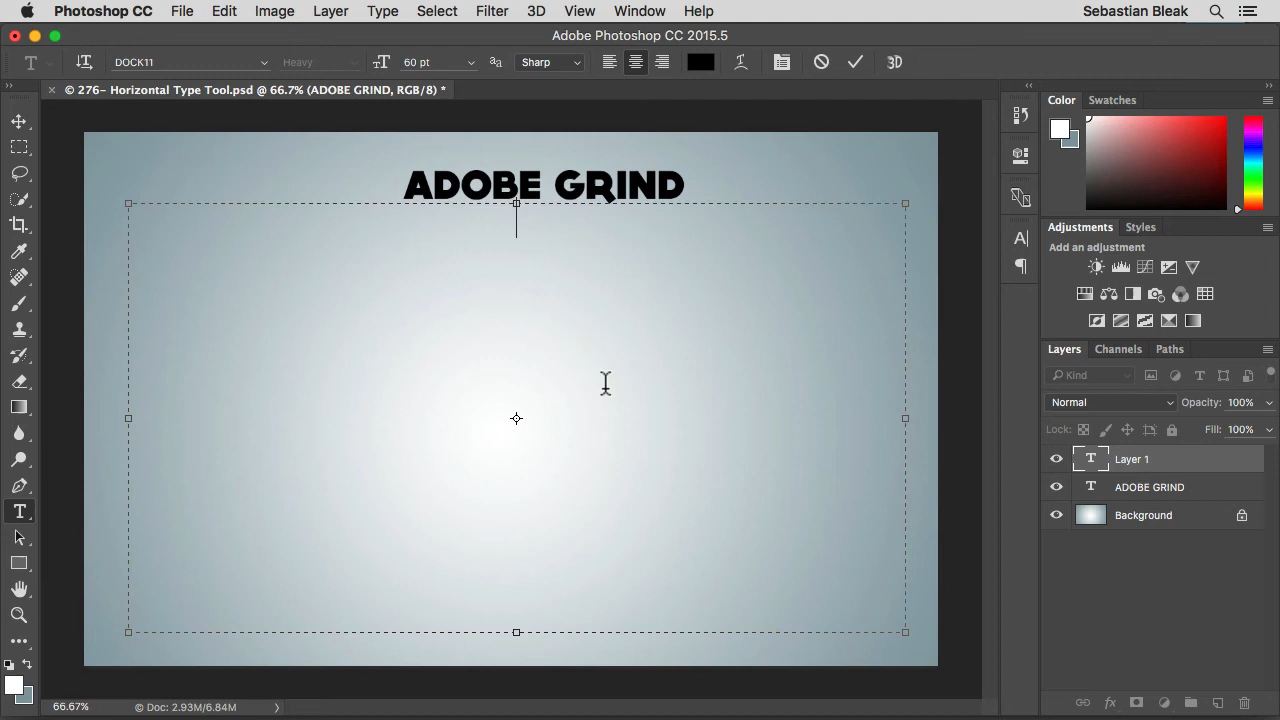 Photoshop CC File Edit Image Layer Type Select Filter 3D View Window Help Sebastian Bleak
Adobe Photoshop CC 2015.5
T DOCK11 Heavy 60 pt Sharp 3D
× © 276- Horizontal Type Tool.psd @ 66.7% (ADOBE GRIND, RGB/8) *
Color Swatches
ADOBE GRIND
Adjustments Styles
Add an adjustment
Layers Channels Paths
Kind
Normal Opacity: 100%
Lock: Fill: 100%
T Layer 1
T ADOBE GRIND
Background
66.67% © Doc: 2.93M/6.84M